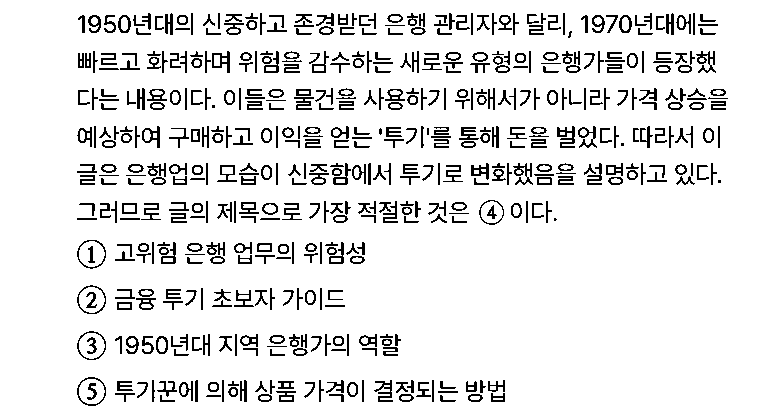 1950년대의 신중하고 존경받던 은행 관리자와 달리, 1970년대에는
빠르고 화려하며 위험을 감수하는 새로운 유형의 은행가들이 등장했
다는 내용이다. 이들은 물건을 사용하기 위해서가 아니라 가격 상승을
예상하여 구매하고 이익을 얻는 '투기'를 통해 돈을 벌었다. 따라서 이
글은 은행업의 모습이 신중함에서 투기로 변화했음을 설명하고 있다.
그러므로 글의 제목으로 가장 적절한 것은 ④이다.
① 고위험 은행 업무의 위험성
② 금융 투기 초보자 가이드
③ 1950년대 지역 은행가의 역할
⑤ 투기꾼에 의해 상품 가격이 결정되는 방법